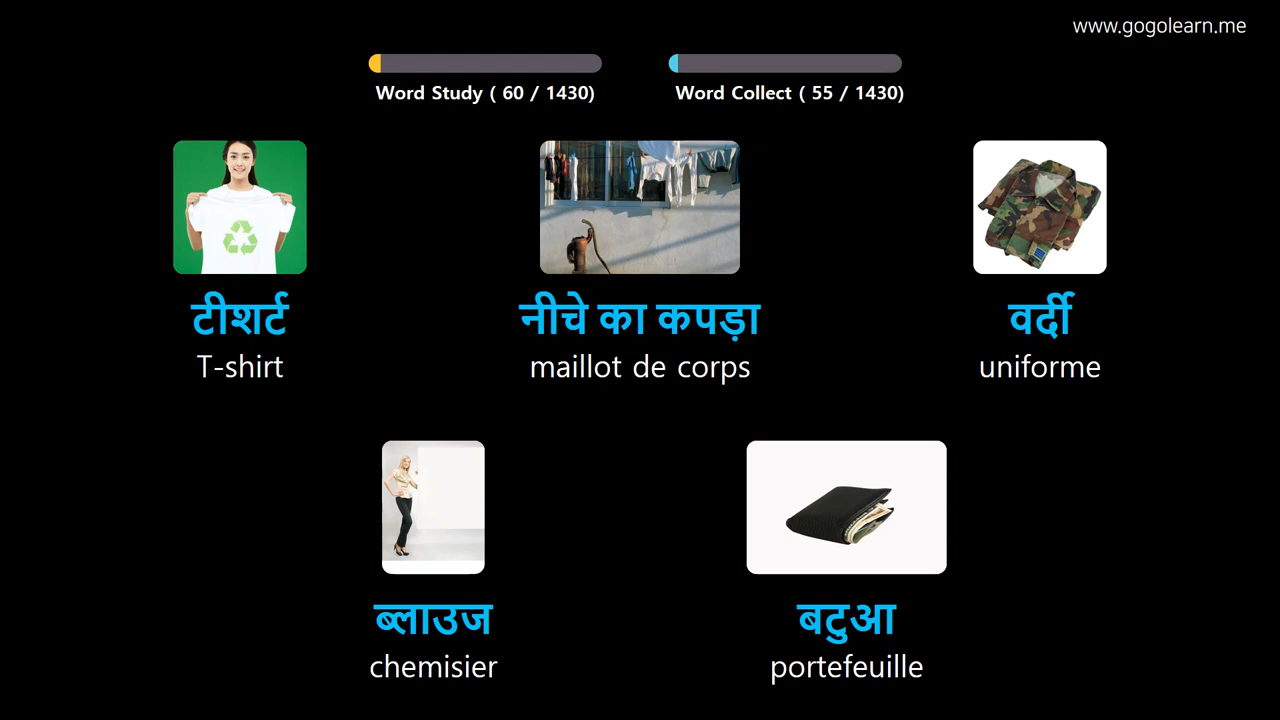 www.gogolearn.me
Word Study ( 60 / 1430)
Word Collect ( 55 / 1430)
टीशर्ट
T-shirt
नीचे का कपड़ा
maillot de corps
वर्दी
uniforme
ब्लाउज
chemisier
बटुआ
portefeuille